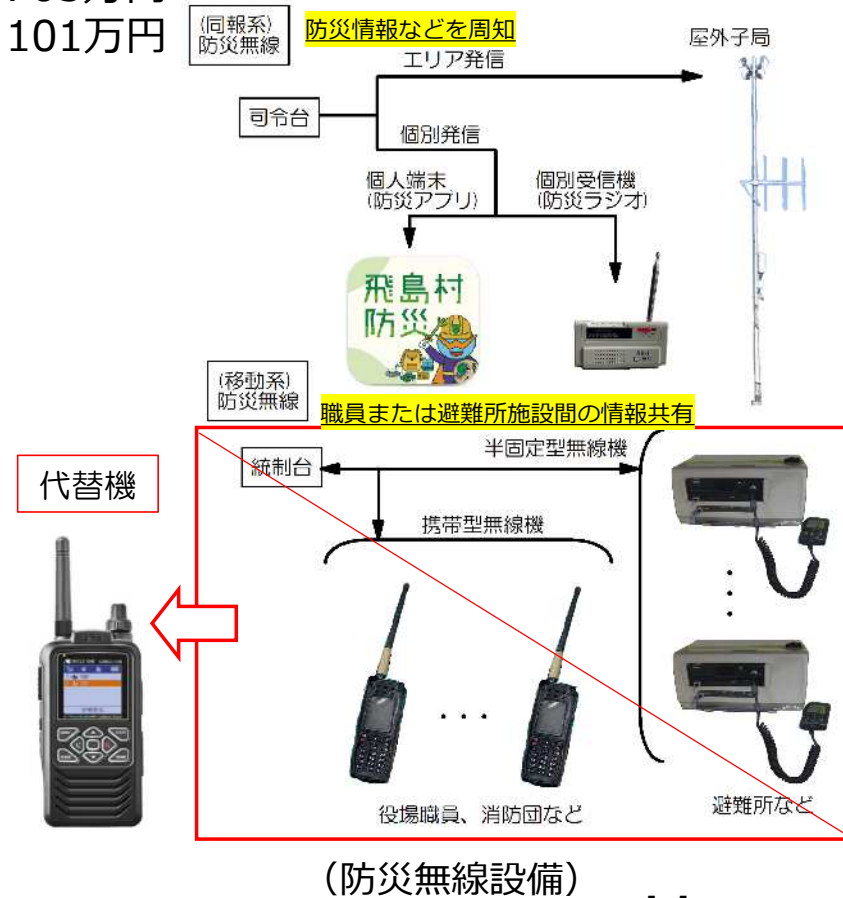 101万円
(同報系)
防災無線
防災情報などを周知
エリア発信
屋外子局
司令台
個別発信
個人端末
(防災アプリ)
個別受信機
(防災ラジオ)
飛島村
防災
(移動系)
防災無線
職員または避難所施設間の情報共有
代替機
統制台
半固定型無線機
携帯型無線機
・・・
役場職員、消防団など
避難所など
(防災無線設備)